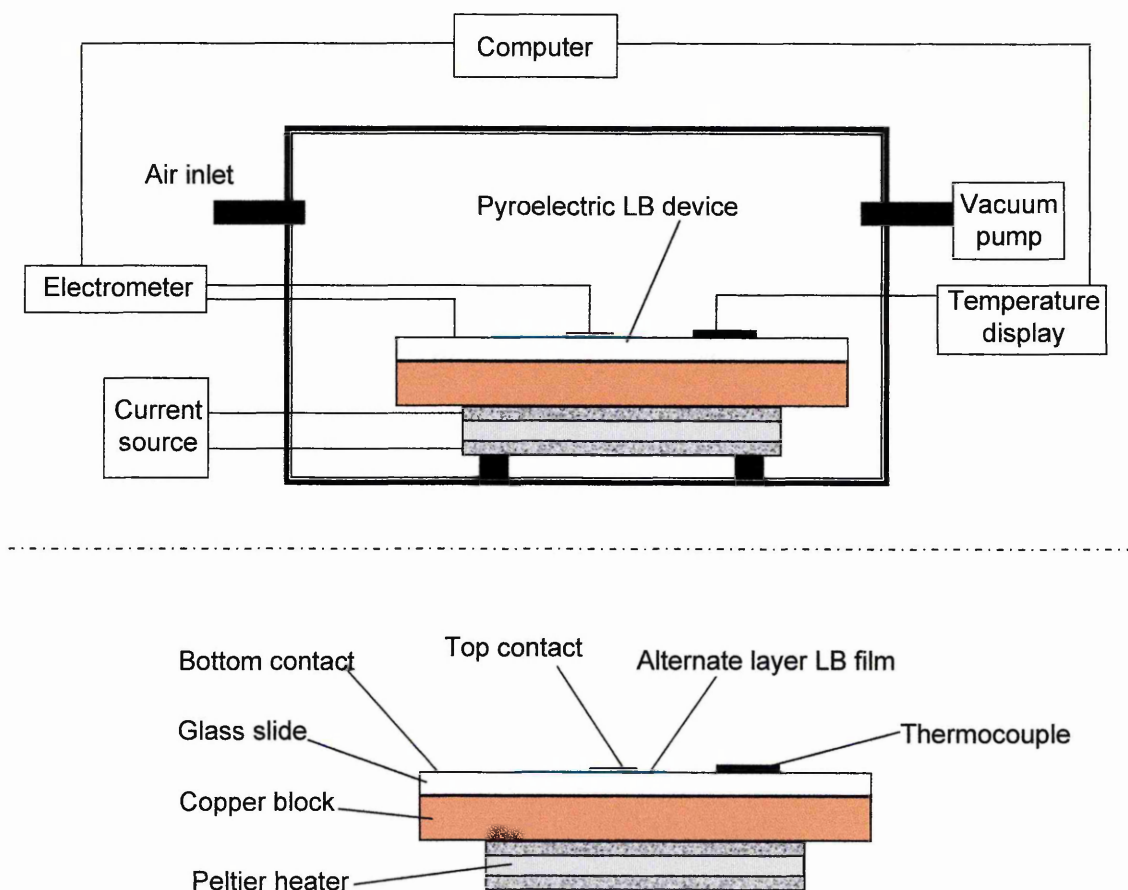 Computer
Air inlet
Pyroelectric LB device
Vacuum
pump
Electrometer
Temperature
display
Current
source
Bottom contact
Top contact
Alternate layer LB film
Glass slide
Thermocouple
Copper block
Peltier heater